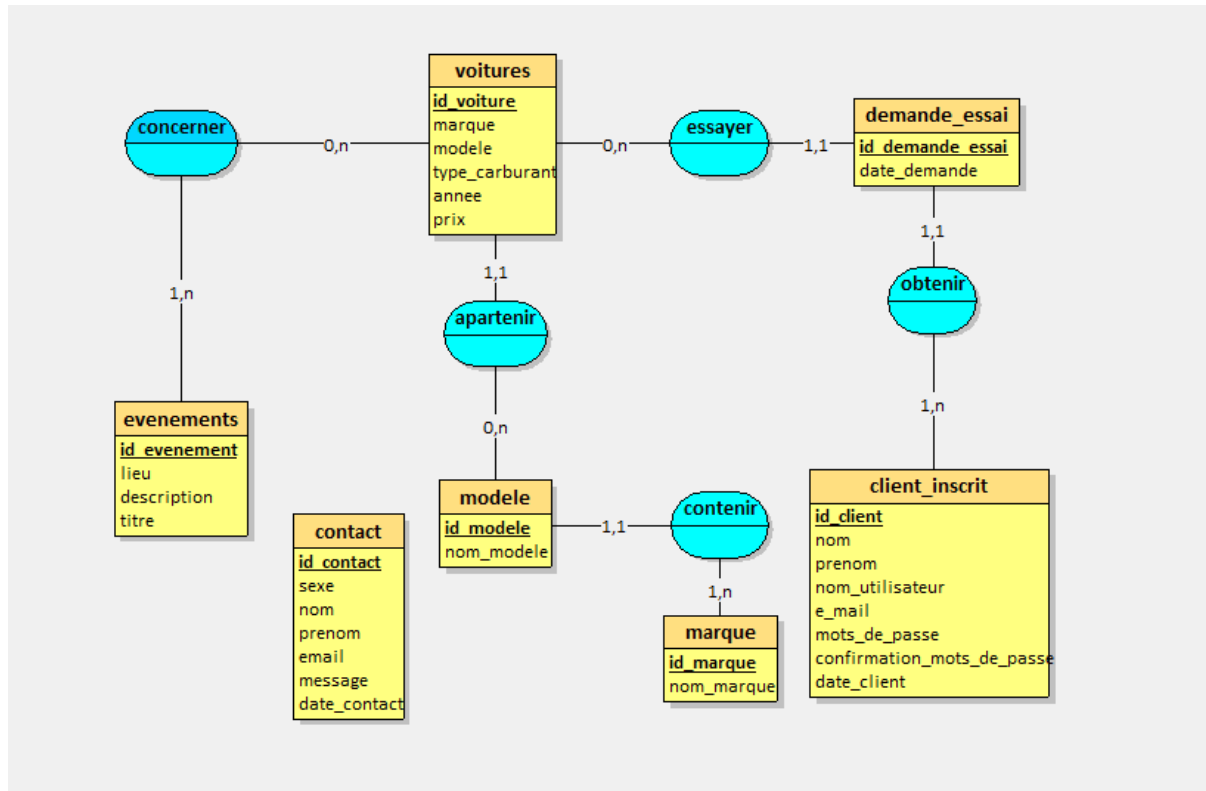 voitures
id_voiture
marque
modele
type_carburant
annee
prix
concerner
0,n
1,n
essayer
0,n
1,1
demande_essai
id_demande_essai
date_demande
1,1
obtenir
1,n
1,1
apartenir
0,n
evenements
id_evenement
lieu
description
titre
contact
id_contact
sexe
nom
prenom
email
message
date_contact
modele
id_modele
nom_modele
1,1
contenir
1,n
marque
id_marque
nom_marque
client_inscrit
id_client
nom
prenom
nom_utilisateur
e_mail
mots_de_passe
confirmation_mots_de_passe
date_client